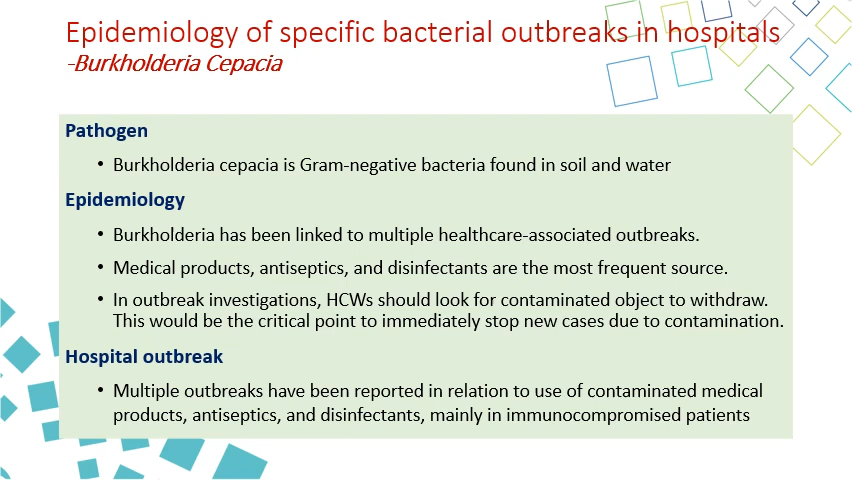 Epidemiology of specific bacterial outbreaks in hospitals
-Burkholderia Cepacia
Pathogen
• Burkholderia cepacia is Gram-negative bacteria found in soil and water
Epidemiology
• Burkholderia has been linked to multiple healthcare-associated outbreaks.
• Medical products, antiseptics, and disinfectants are the most frequent source.
• In outbreak investigations, HCWs should look for contaminated object to withdraw.
This would be the critical point to immediately stop new cases due to contamination.
Hospital outbreak
• Multiple outbreaks have been reported in relation to use of contaminated medical
products, antiseptics, and disinfectants, mainly in immunocompromised patients